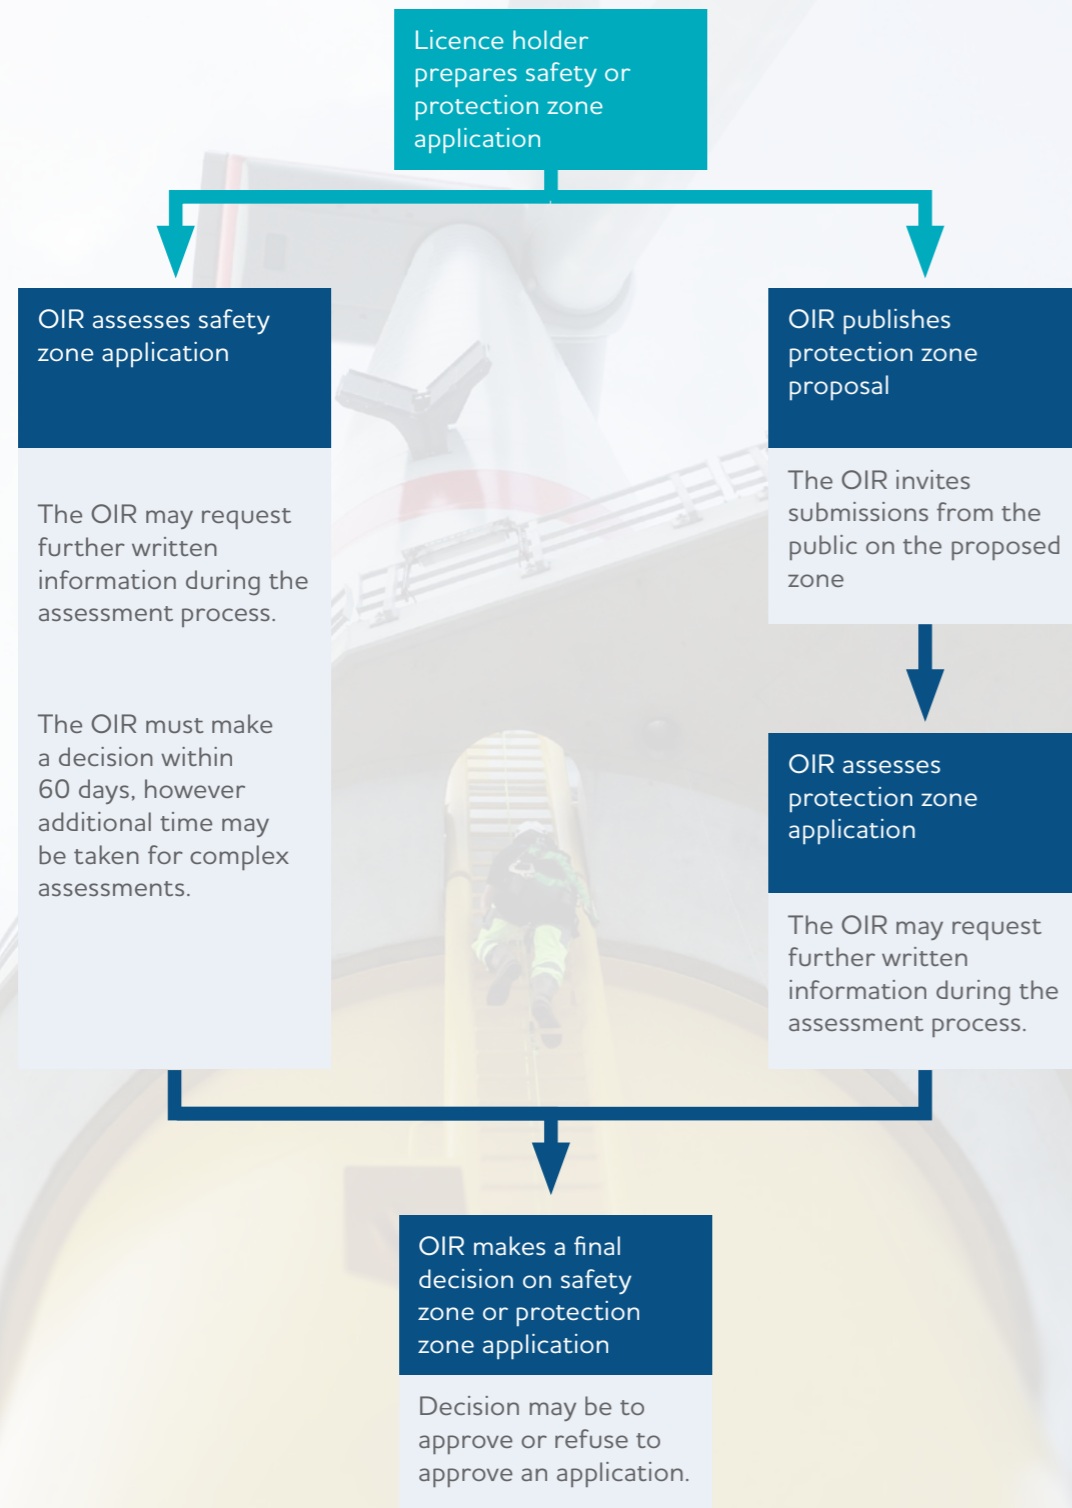 Licence holder
prepares safety or
protection zone
application
OIR assesses safety
zone application
The OIR may request
further written
information during the
assessment process.
The OIR must make
a decision within
60 days, however
additional time may
be taken for complex
assessments.
OIR publishes
protection zone
proposal
The OIR invites
submissions from the
public on the proposed
zone
OIR assesses
protection zone
application
The OIR may request
further written
information during the
assessment process.
OIR makes a final
decision on safety
zone or protection
zone application
Decision may be to
approve or refuse to
approve an application.